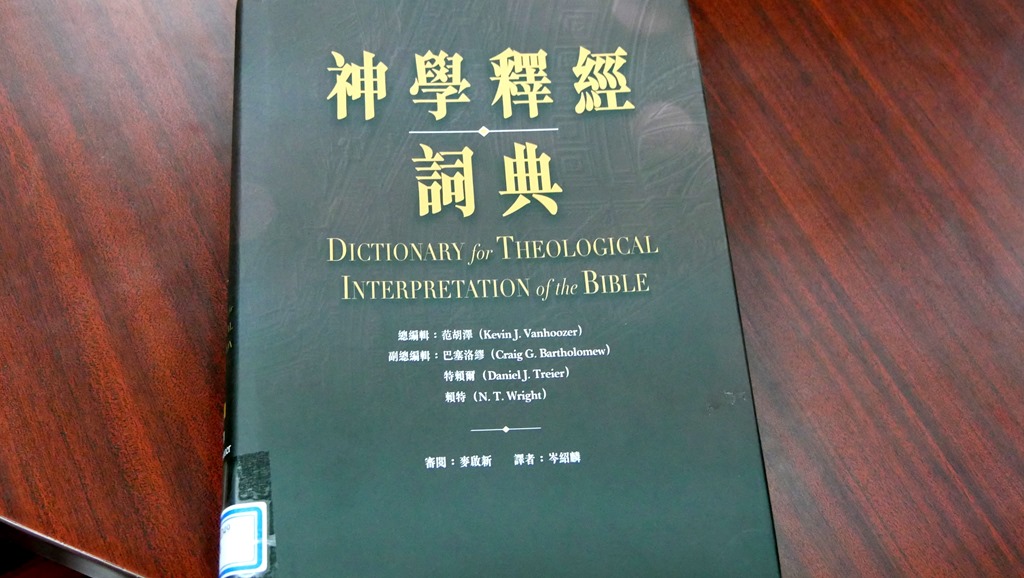 神學釋經
詞典
DICTIONARY for THEOLOGICAL
INTERPRETATION of the BIBLE
總編輯：范胡澤（Kevin J. Vanhoozer）
副總編輯：巴塞洛繆（Craig G. Bartholomew）
特賴爾（Daniel J. Treier）
賴特（N. T. Wright）
審閱：麥啟新　譯者：岑紹麟